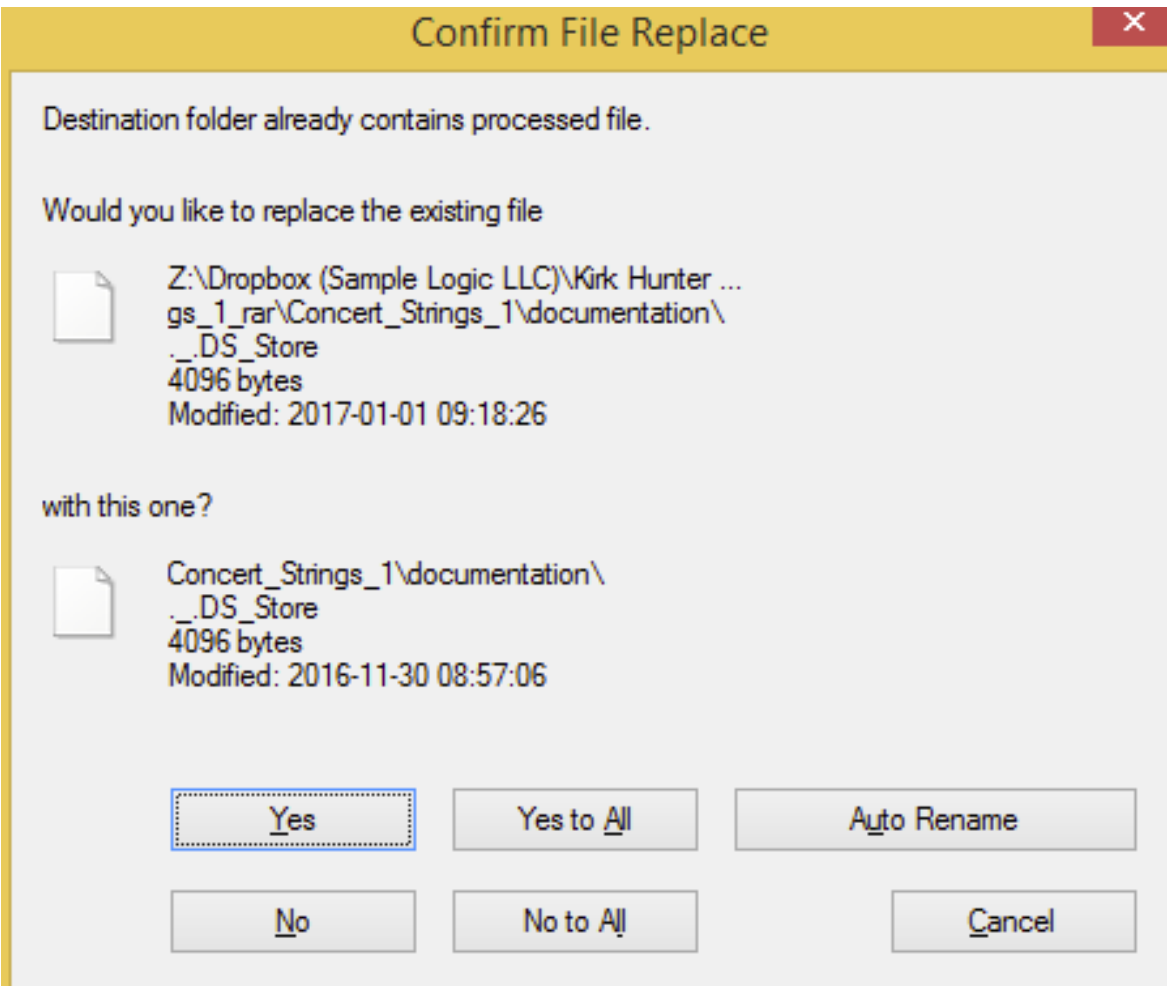 Confirm File Replace
Destination folder already contains processed file.
Would you like to replace the existing file
Z:\Dropbox (Sample Logic LLC)\Kirk Hunter ...
gs_1_rar\Concert_Strings_1\documentation\
._.DS_Store
4096 bytes
Modified: 2017-01-01 09:18:26
with this one?
Concert_Strings_1\documentation\
._.DS_Store
4096 bytes
Modified: 2016-11-30 08:57:06
Yes Yes to All Auto Rename
No No to All Cancel